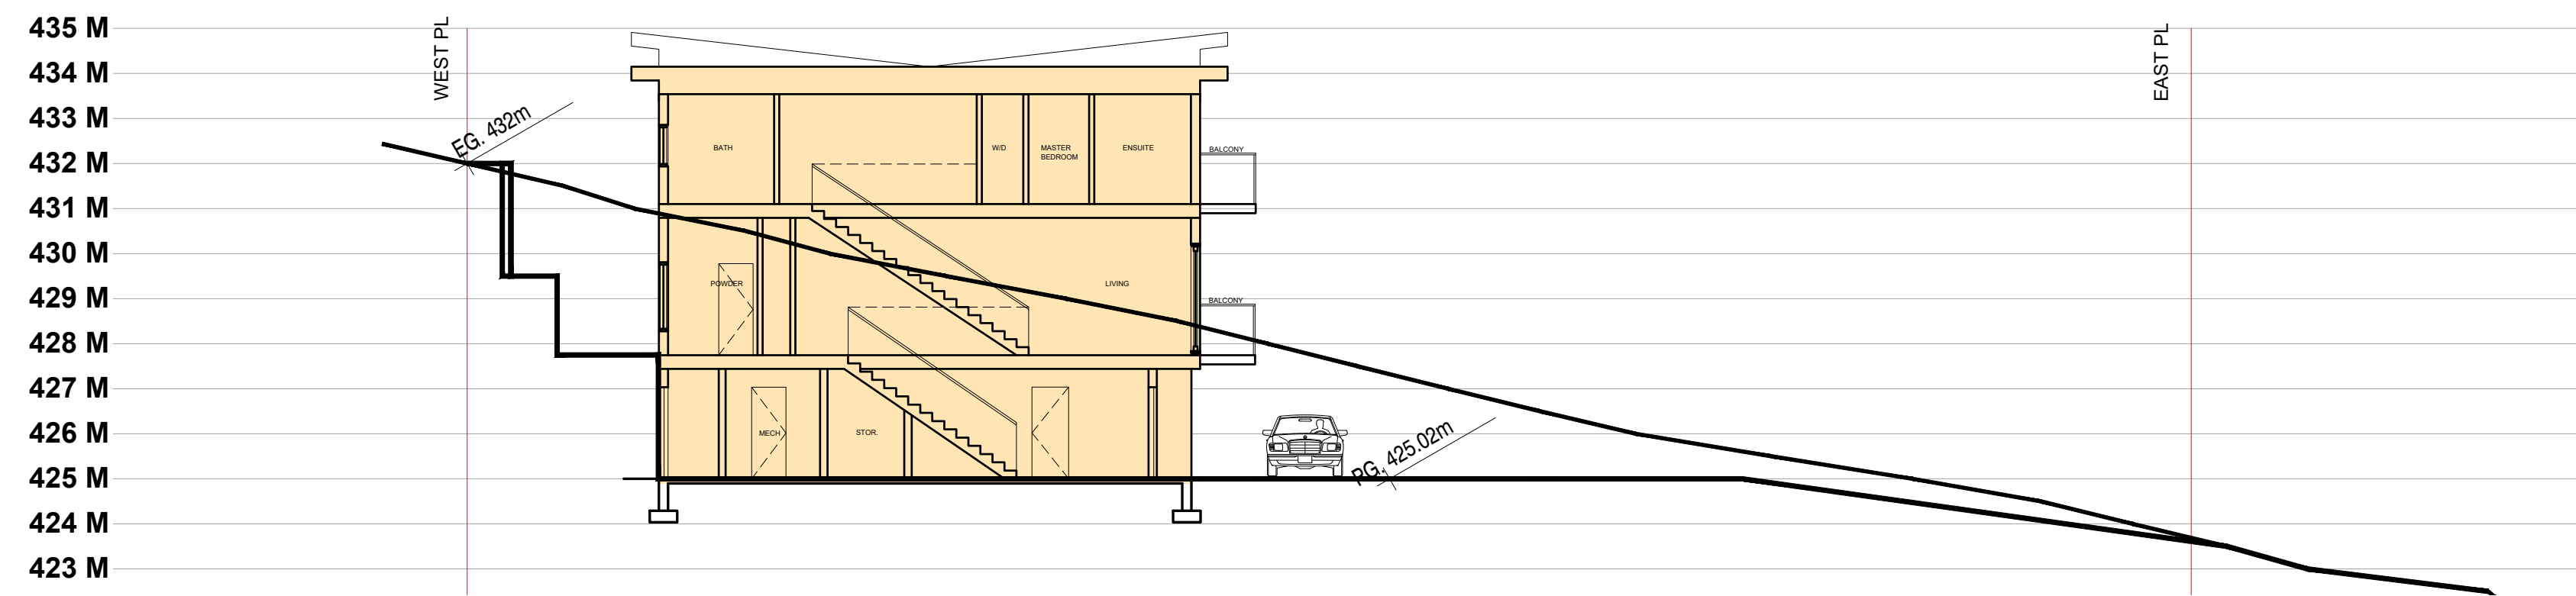 435 M
434 M
433 M
432 M
431 M
430 M
429 M
428 M
427 M
426 M
425 M
424 M
423 M
WEST PL
EG. 432m
BATH
W/D
MASTER
BEDROOM
ENSUITE
BALCONY
POWDER
LIVING
BALCONY
MECH
STOR.
PG. 425.02m
EAST PL